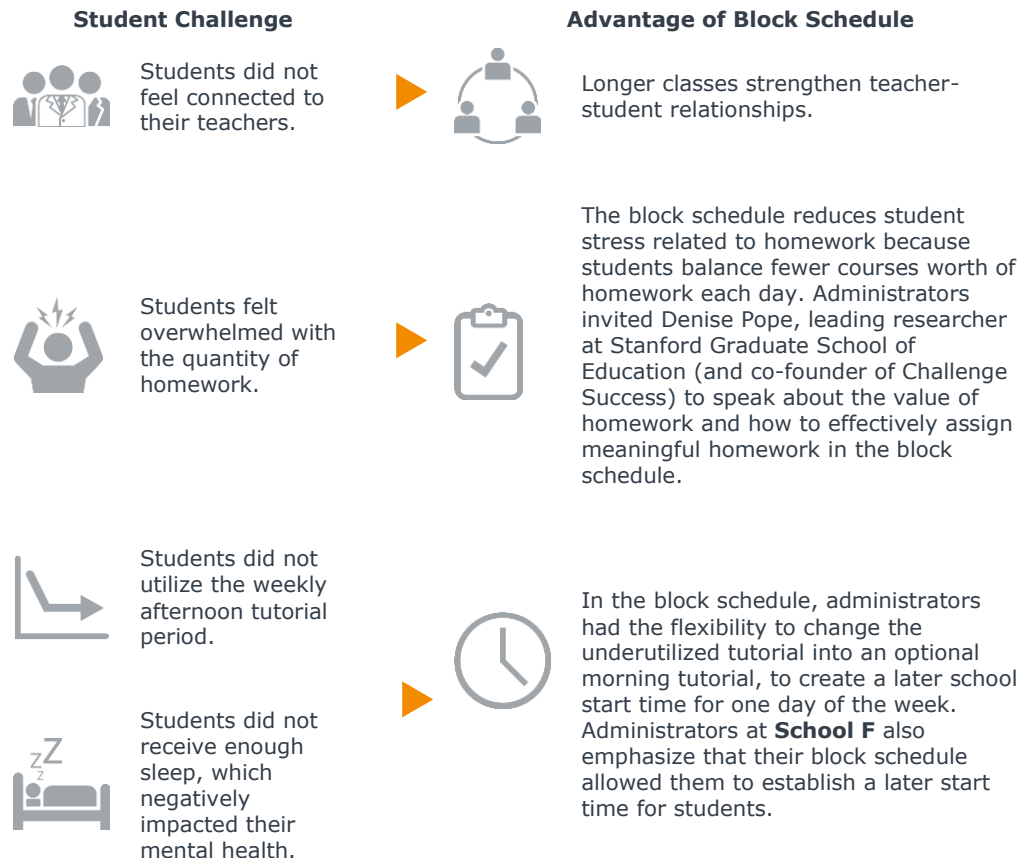 Student Challenge
Advantage of Block Schedule
Students did not
feel connected to
their teachers.
Longer classes strengthen teacher-
student relationships.
Students felt
overwhelmed with
the quantity of
homework.
The block schedule reduces student
stress related to homework because
students balance fewer courses worth of
homework each day. Administrators
invited Denise Pope, leading researcher
at Stanford Graduate School of
Education (and co-founder of Challenge
Success) to speak about the value of
homework and how to effectively assign
meaningful homework in the block
schedule.
Students did not
utilize the weekly
afternoon tutorial
period.
Students did not
receive enough
sleep, which
negatively
impacted their
mental health.
zZ
z
In the block schedule, administrators
had the flexibility to change the
underutilized tutorial into an optional
morning tutorial, to create a later school
start time for one day of the week.
Administrators at School F also
emphasize that their block schedule
allowed them to establish a later start
time for students.